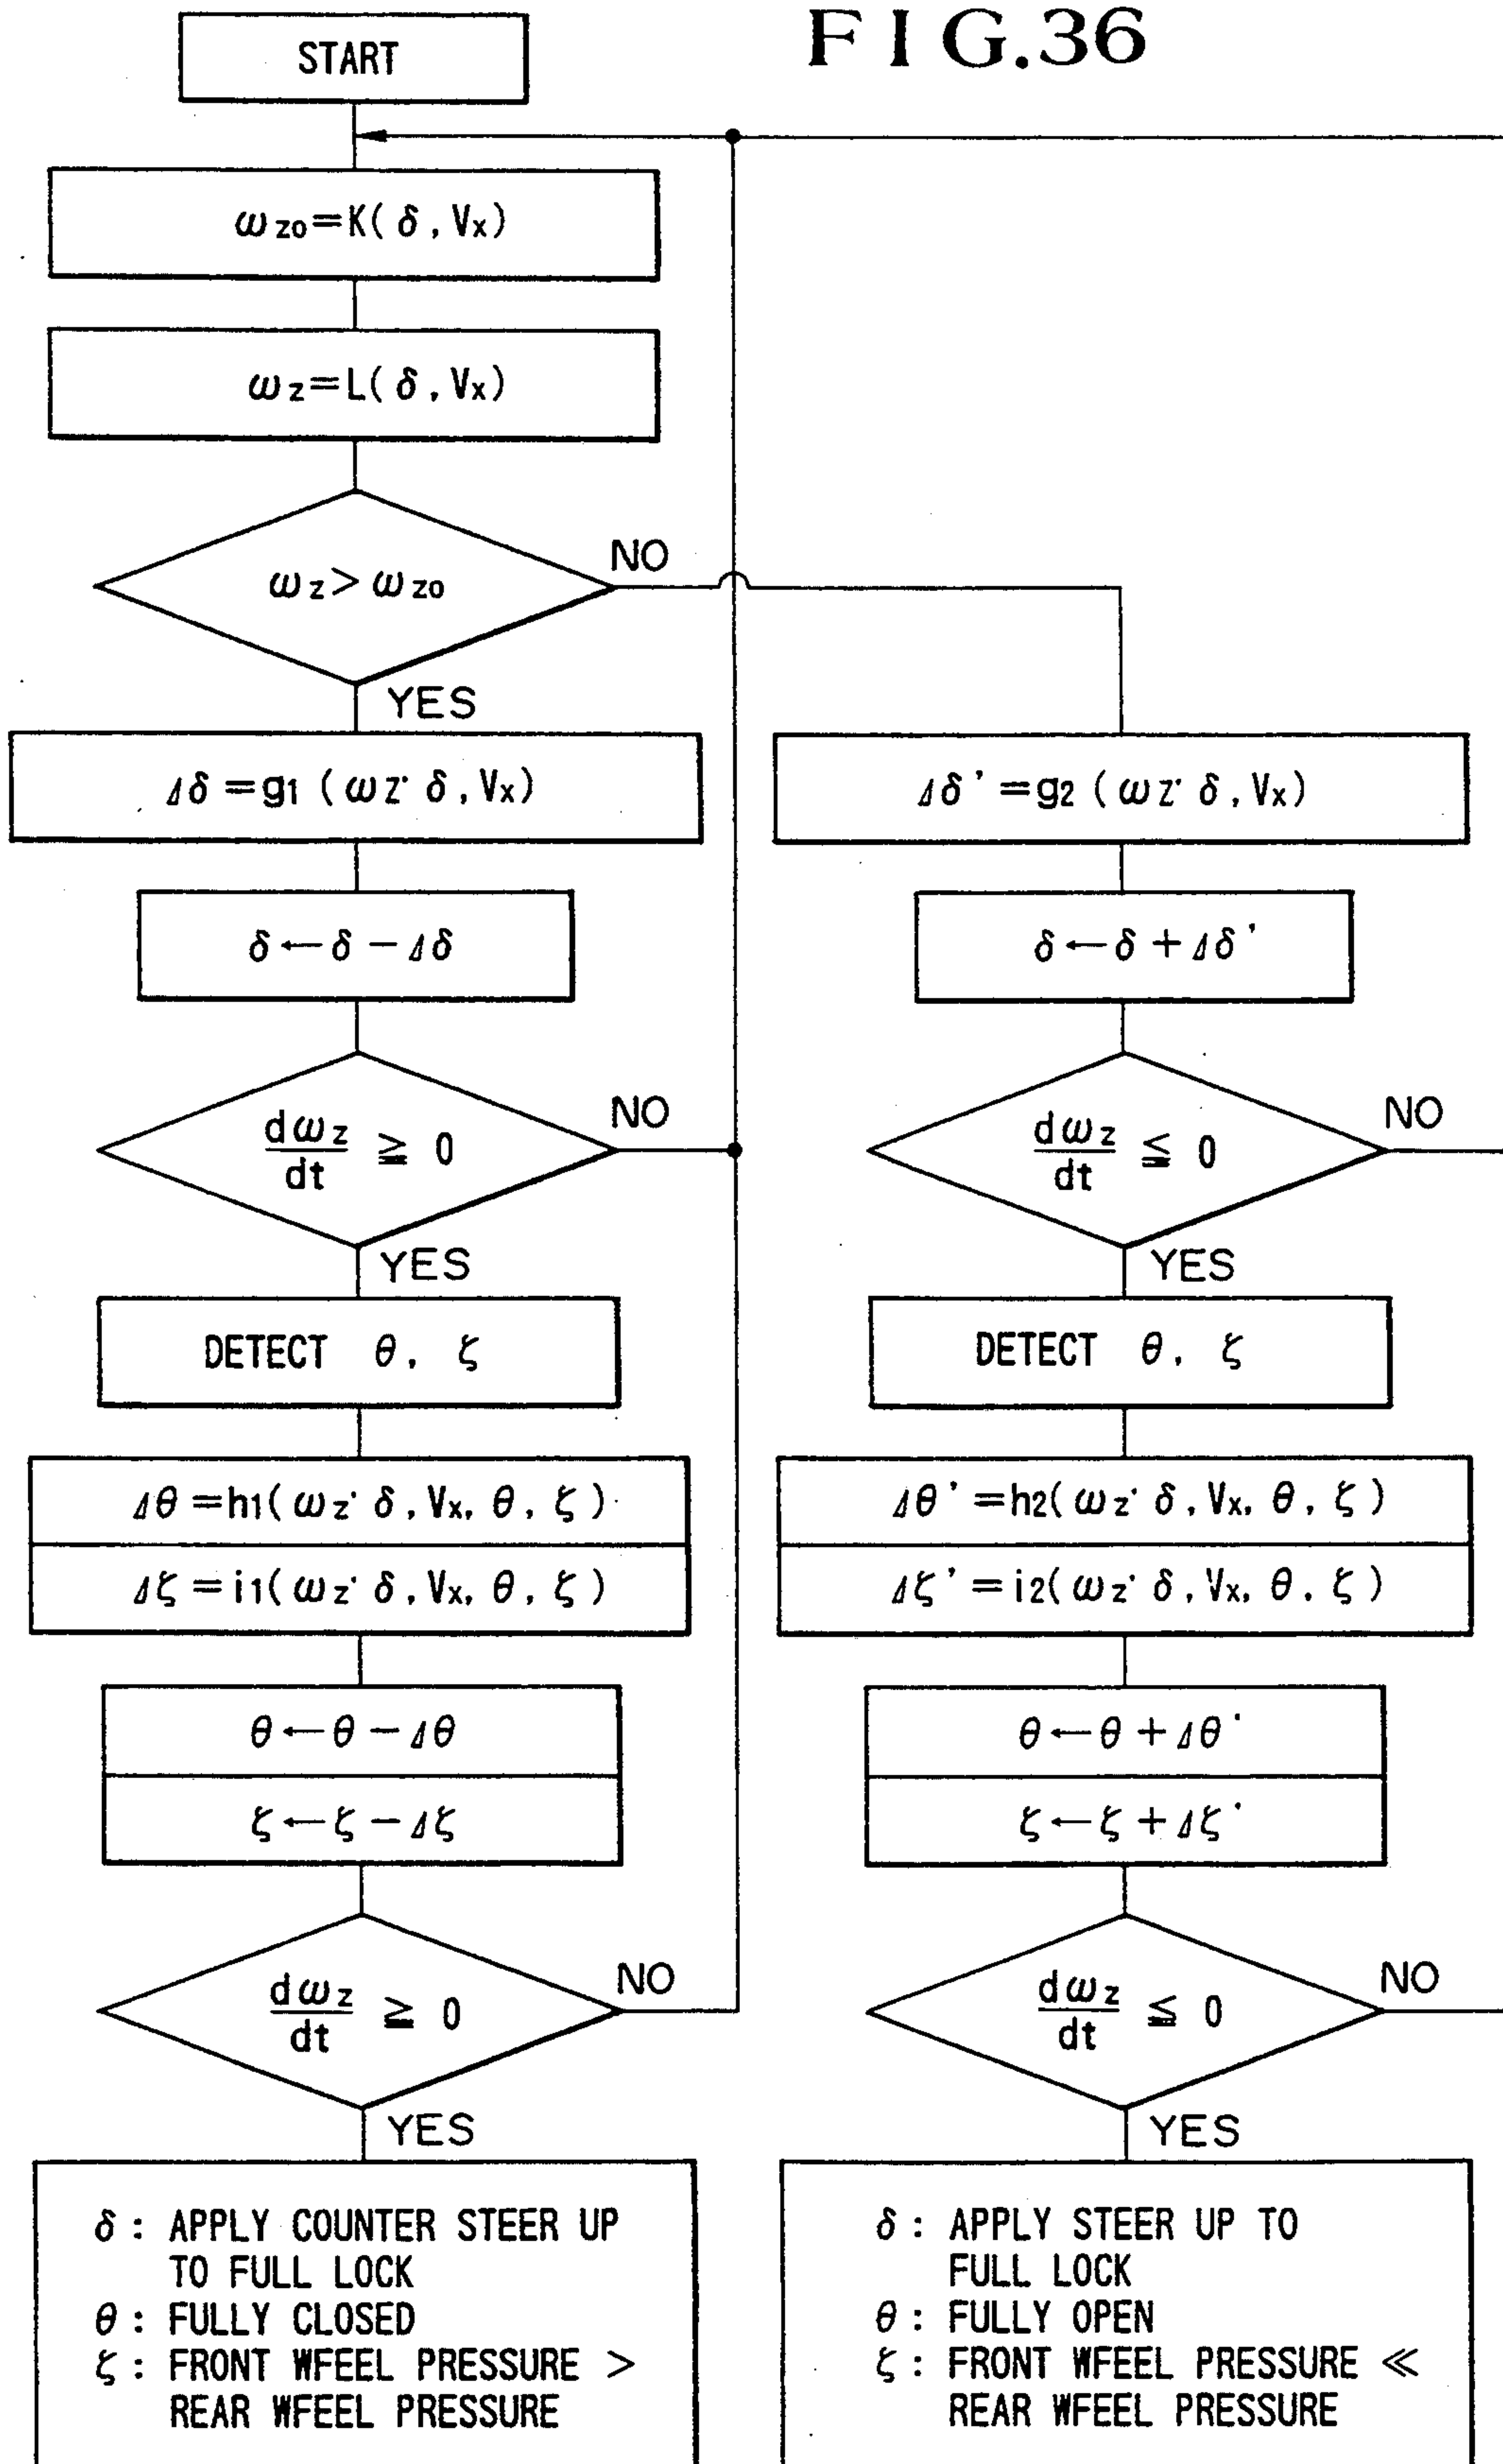 FIG.36
START
ωzo=K(δ,Vx)
ωz=L(δ,Vx)
ωz>ωzo
NO
YES
Δδ=g1(ωz·δ,Vx)
δ←δ-Δδ
dωz/dt ≧ 0
NO
YES
DETECT θ, ζ
Δθ=h1(ωz·δ,Vx,θ,ζ)
Δζ=i1(ωz·δ,Vx,θ,ζ)
θ←θ-Δθ
ζ←ζ-Δζ
dωz/dt ≧ 0
NO
YES
δ: APPLY COUNTER STEER UP
TO FULL LOCK
θ: FULLY CLOSED
ζ: FRONT WFEEL PRESSURE >
REAR WFEEL PRESSURE
Δδ'=g2(ωz·δ,Vx)
δ←δ+Δδ'
dωz/dt ≦ 0
NO
YES
DETECT θ, ζ
Δθ'=h2(ωz·δ,Vx,θ,ζ)
Δζ'=i2(ωz·δ,Vx,θ,ζ)
θ←θ+Δθ'
ζ←ζ+Δζ'
dωz/dt ≦ 0
NO
YES
δ: APPLY STEER UP TO
FULL LOCK
θ: FULLY OPEN
ζ: FRONT WFEEL PRESSURE ≪
REAR WFEEL PRESSURE